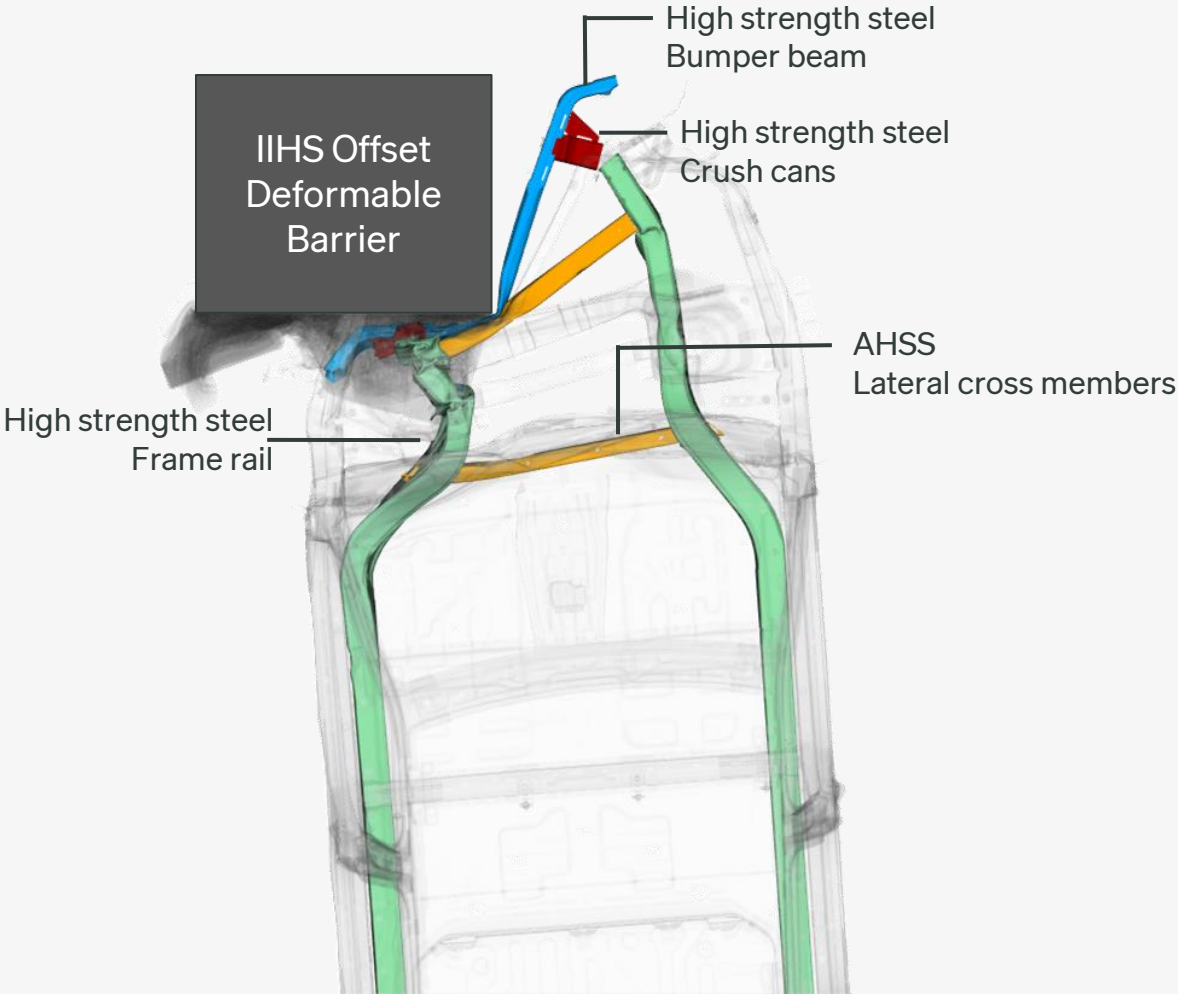 High strength steel
Bumper beam
IIHS Offset
Deformable
Barrier
High strength steel
Crush cans
AHSS
Lateral cross members
High strength steel
Frame rail